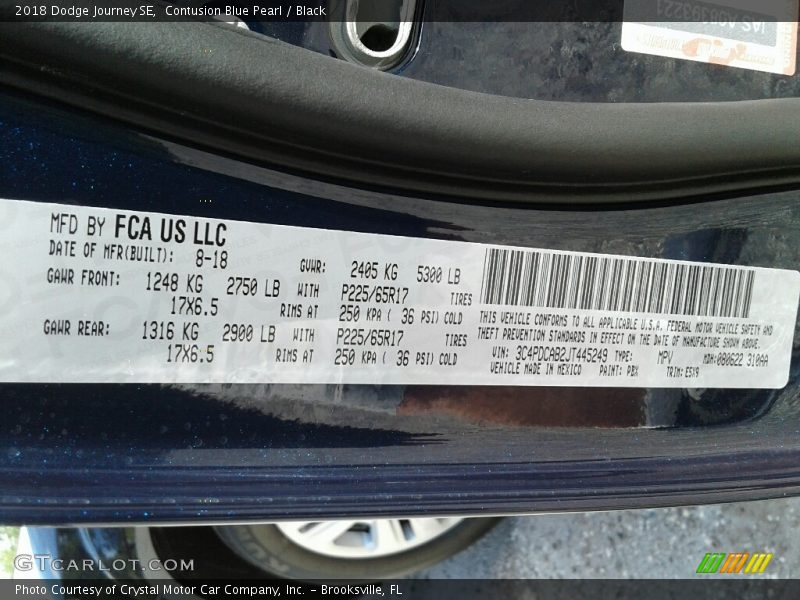 2018 Dodge Journey SE, Contusion Blue Pearl / Black
MFD BY FCA US LLC
DATE OF MFR(BUILT): 8-18 GVWR: 2405 KG 5300 LB
GAWR FRONT: 1248 KG 2750 LB WITH P225/65R17 TIRES
17X6.5 RIMS AT 250 KPA ( 36 PSI) COLD
GAWR REAR: 1316 KG 2900 LB WITH P225/65R17 TIRES
17X6.5 RIMS AT 250 KPA ( 36 PSI) COLD
THIS VEHICLE CONFORMS TO ALL APPLICABLE U.S.A. FEDERAL MOTOR VEHICLE SAFETY AND
THEFT PREVENTION STANDARDS IN EFFECT ON THE DATE OF MANUFACTURE SHOWN ABOVE.
VIN: 3C4PDCAB2JT445249 TYPE: MPV MDH:080622 310AA
VEHICLE MADE IN MEXICO PAINT: PBX TRIM: ESX9
GTCARLOT.COM
Photo Courtesy of Crystal Motor Car Company, Inc. – Brooksville, FL